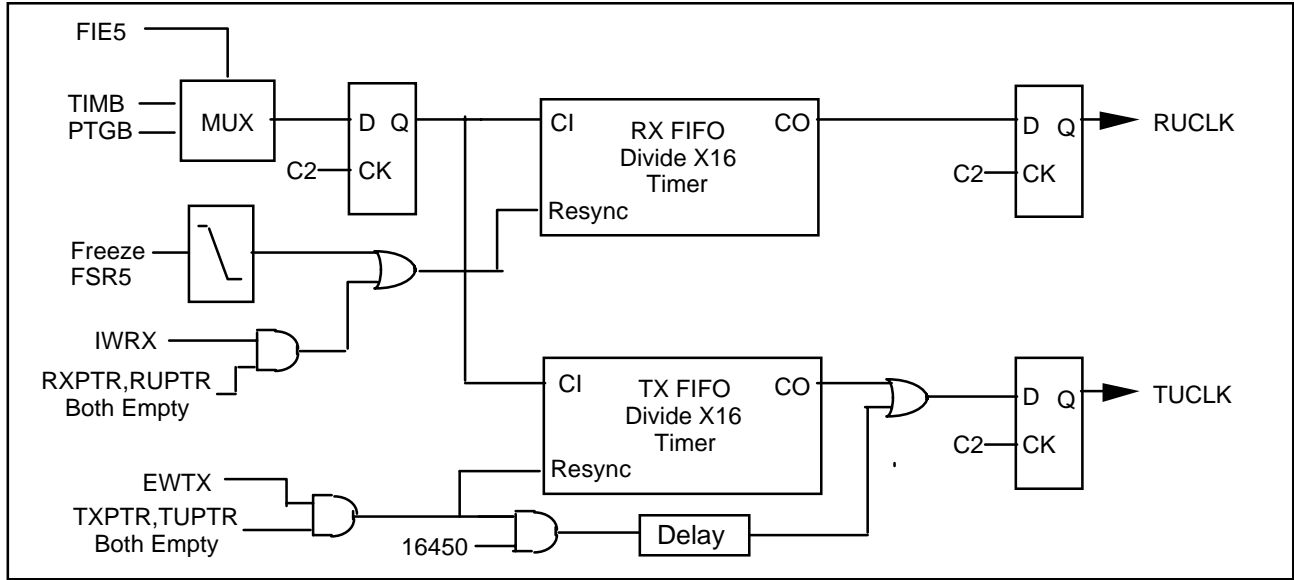 FIE5
TIMB
PTGB
MUX
D Q
C2
CK
CI
RX FIFO
Divide X16
Timer
CO
Resync
D
Q
C2
CK
RUCLK
Freeze
FSR5
IWRX
RXPTR,RUPTR
Both Empty
CI
TX FIFO
Divide X16
Timer
CO
Resync
D
Q
C2
CK
TUCLK
EWTX
TXPTR,TUPTR
Both Empty
16450
Delay